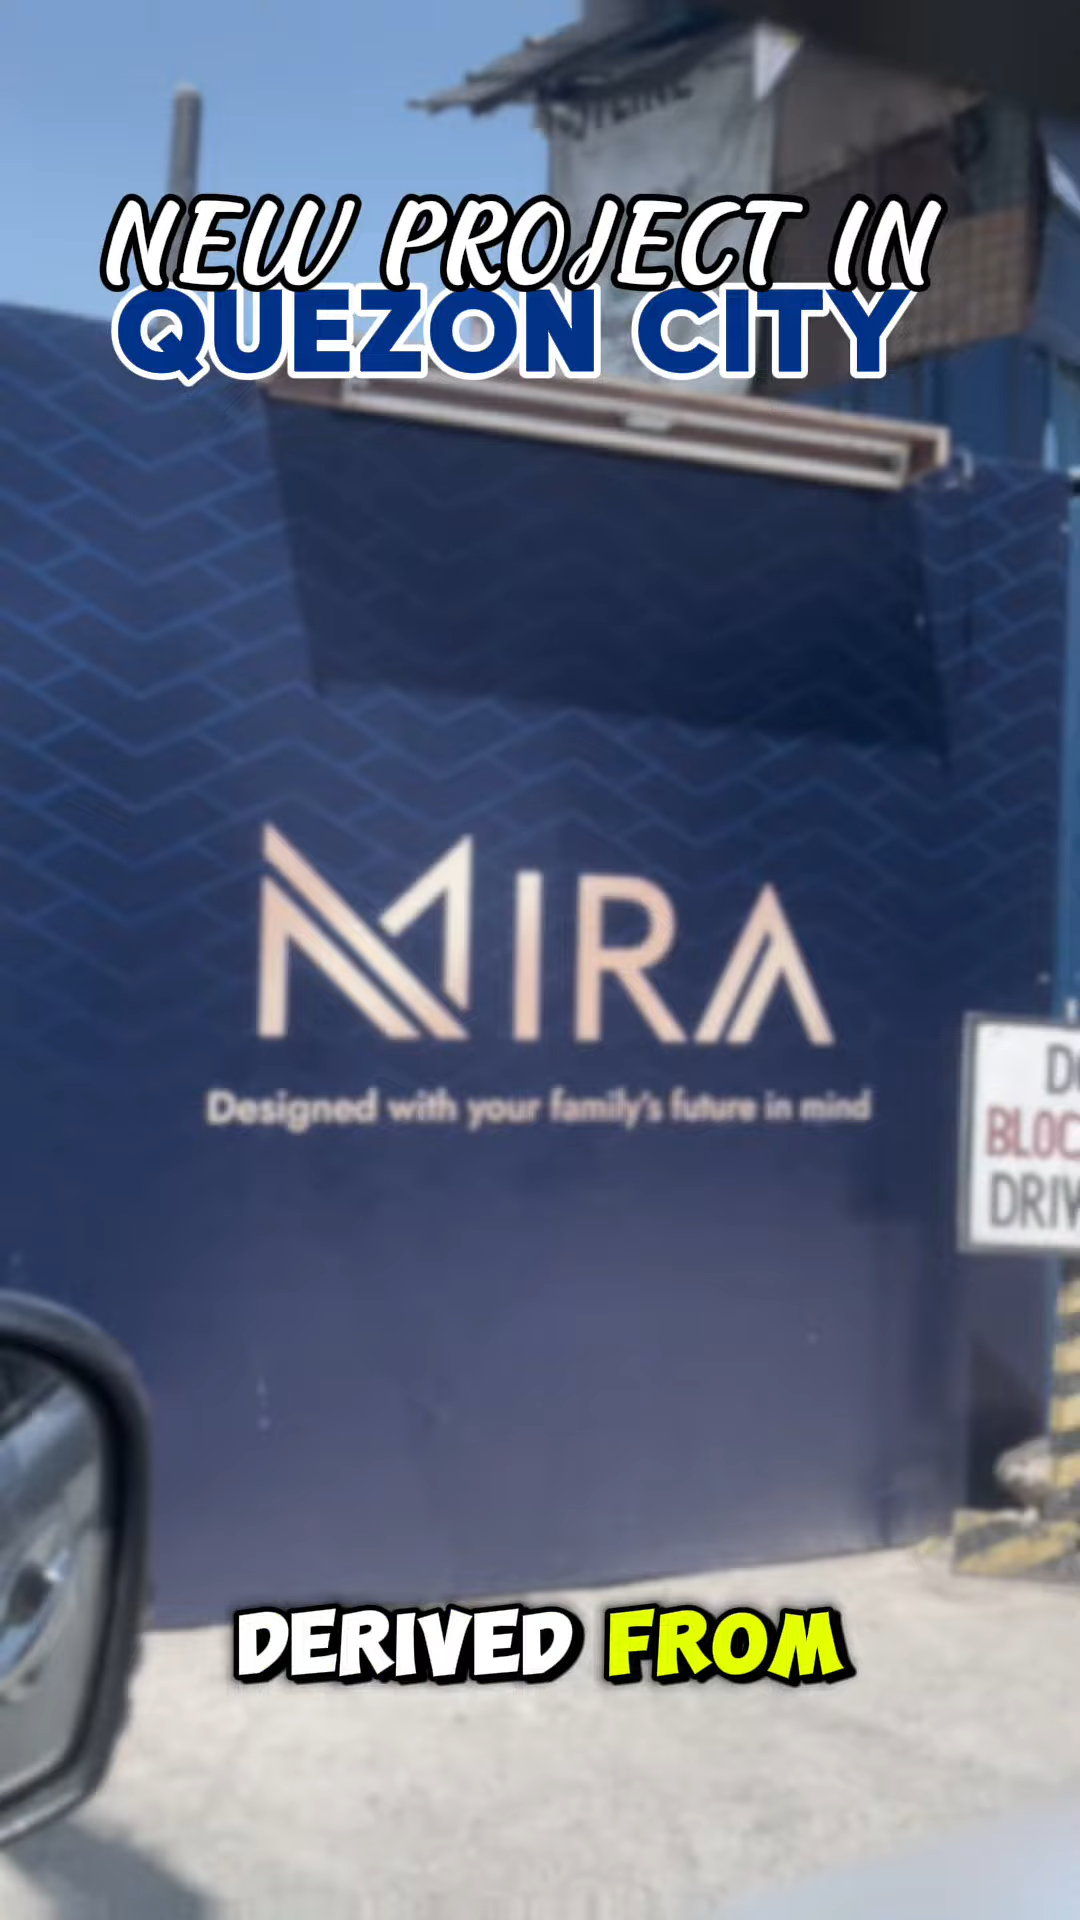 NEW PROJECT IN
QUEZON CITY
MIRA
Designed with your family's future in mind
BLOC
DRIV
DERIVED FROM